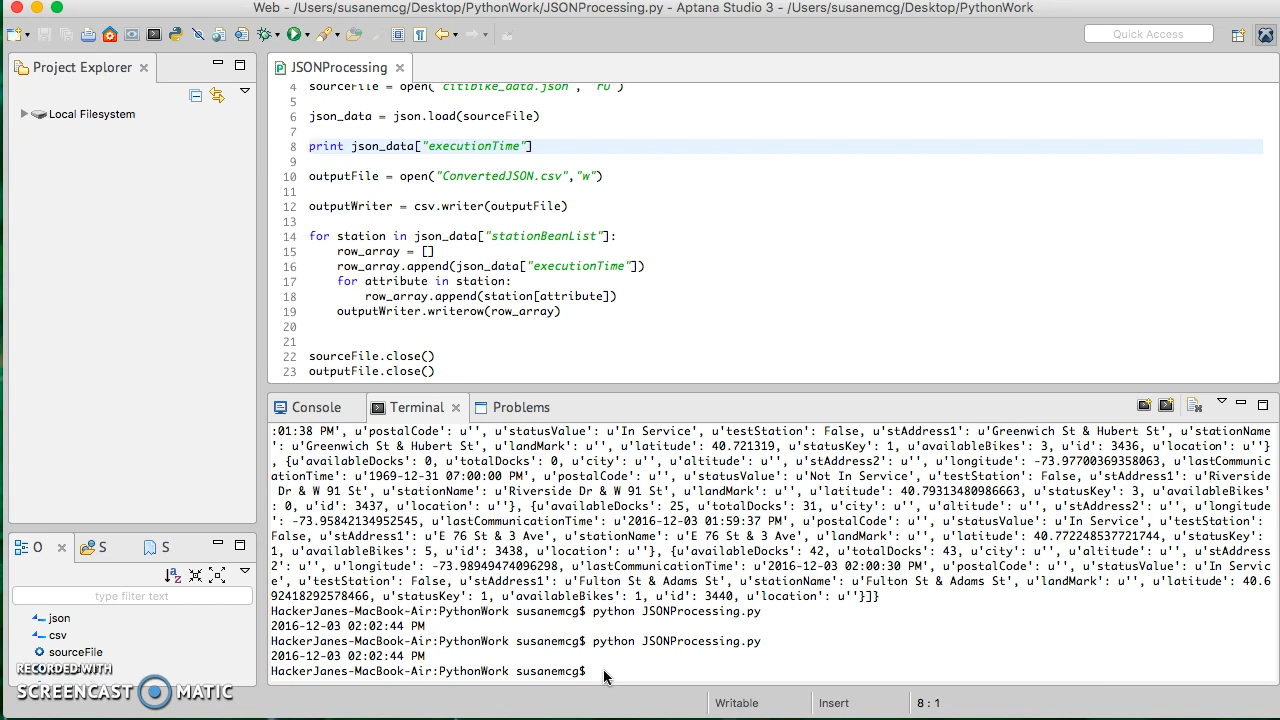 Web - /Users/susanemcg/Desktop/PythonWork/JSONProcessing.py - Aptana Studio 3 - /Users/susanemcg/Desktop/PythonWork
Quick Access
Project Explorer
Local Filesystem
JSONProcessing
4 sourceFile = open("citibike_data.json", "rU")
5
6 json_data = json.load(sourceFile)
7
8 print json_data["executionTime"]
9
10 outputFile = open("ConvertedJSON.csv","w")
11
12 outputWriter = csv.writer(outputFile)
13
14 for station in json_data["stationBeanList"]:
15 row_array = []
16 row_array.append(json_data["executionTime"])
17 for attribute in station:
18 row_array.append(station[attribute])
19 outputWriter.writerow(row_array)
20
21
22 sourceFile.close()
23 outputFile.close()
Console Terminal Problems
:01:38 PM', u'postalCode': u'', u'statusValue': u'In Service', u'testStation': False, u'stAddress1': u'Greenwich St & Hubert St', u'stationName
': u'Greenwich St & Hubert St', u'landMark': u'', u'latitude': 40.721319, u'statusKey': 1, u'availableBikes': 3, u'id': 3436, u'location': u''}
, {u'availableDocks': 0, u'totalDocks': 0, u'city': u'', u'altitude': u'', u'stAddress2': u'', u'longitude': -73.97700369358063, u'lastCommunic
ationTime': u'1969-12-31 07:00:00 PM', u'postalCode': u'', u'statusValue': u'Not In Service', u'testStation': False, u'stAddress1': u'Riverside
Dr & W 91 St', u'stationName': u'Riverside Dr & W 91 St', u'landMark': u'', u'latitude': 40.79313480986663, u'statusKey': 3, u'availableBikes'
: 0, u'id': 3437, u'location': u''}, {u'availableDocks': 25, u'totalDocks': 31, u'city': u'', u'altitude': u'', u'stAddress2': u'', u'longitude
': -73.95842134952545, u'lastCommunicationTime': u'2016-12-03 01:59:37 PM', u'postalCode': u'', u'statusValue': u'In Service', u'testStation':
False, u'stAddress1': u'E 76 St & 3 Ave', u'stationName': u'E 76 St & 3 Ave', u'landMark': u'', u'latitude': 40.772248537721744, u'statusKey':
1, u'availableBikes': 5, u'id': 3438, u'location': u''}, {u'availableDocks': 42, u'totalDocks': 43, u'city': u'', u'altitude': u'', u'stAddress
2': u'', u'longitude': -73.98949474096298, u'lastCommunicationTime': u'2016-12-03 02:00:30 PM', u'postalCode': u'', u'statusValue': u'In Servic
e', u'testStation': False, u'stAddress1': u'Fulton St & Adams St', u'stationName': u'Fulton St & Adams St', u'landMark': u'', u'latitude': 40.6
92418292578466, u'statusKey': 1, u'availableBikes': 1, u'id': 3440, u'location': u''}]}
HackerJanes-MacBook-Air:PythonWork susanemcg$ python JSONProcessing.py
2016-12-03 02:02:44 PM
HackerJanes-MacBook-Air:PythonWork susanemcg$ python JSONProcessing.py
2016-12-03 02:02:44 PM
HackerJanes-MacBook-Air:PythonWork susanemcg$
O S S
type filter text
json
csv
sourceFile
RECORDED WITH
SCREENCAST MATIC
Writable Insert 8 : 1